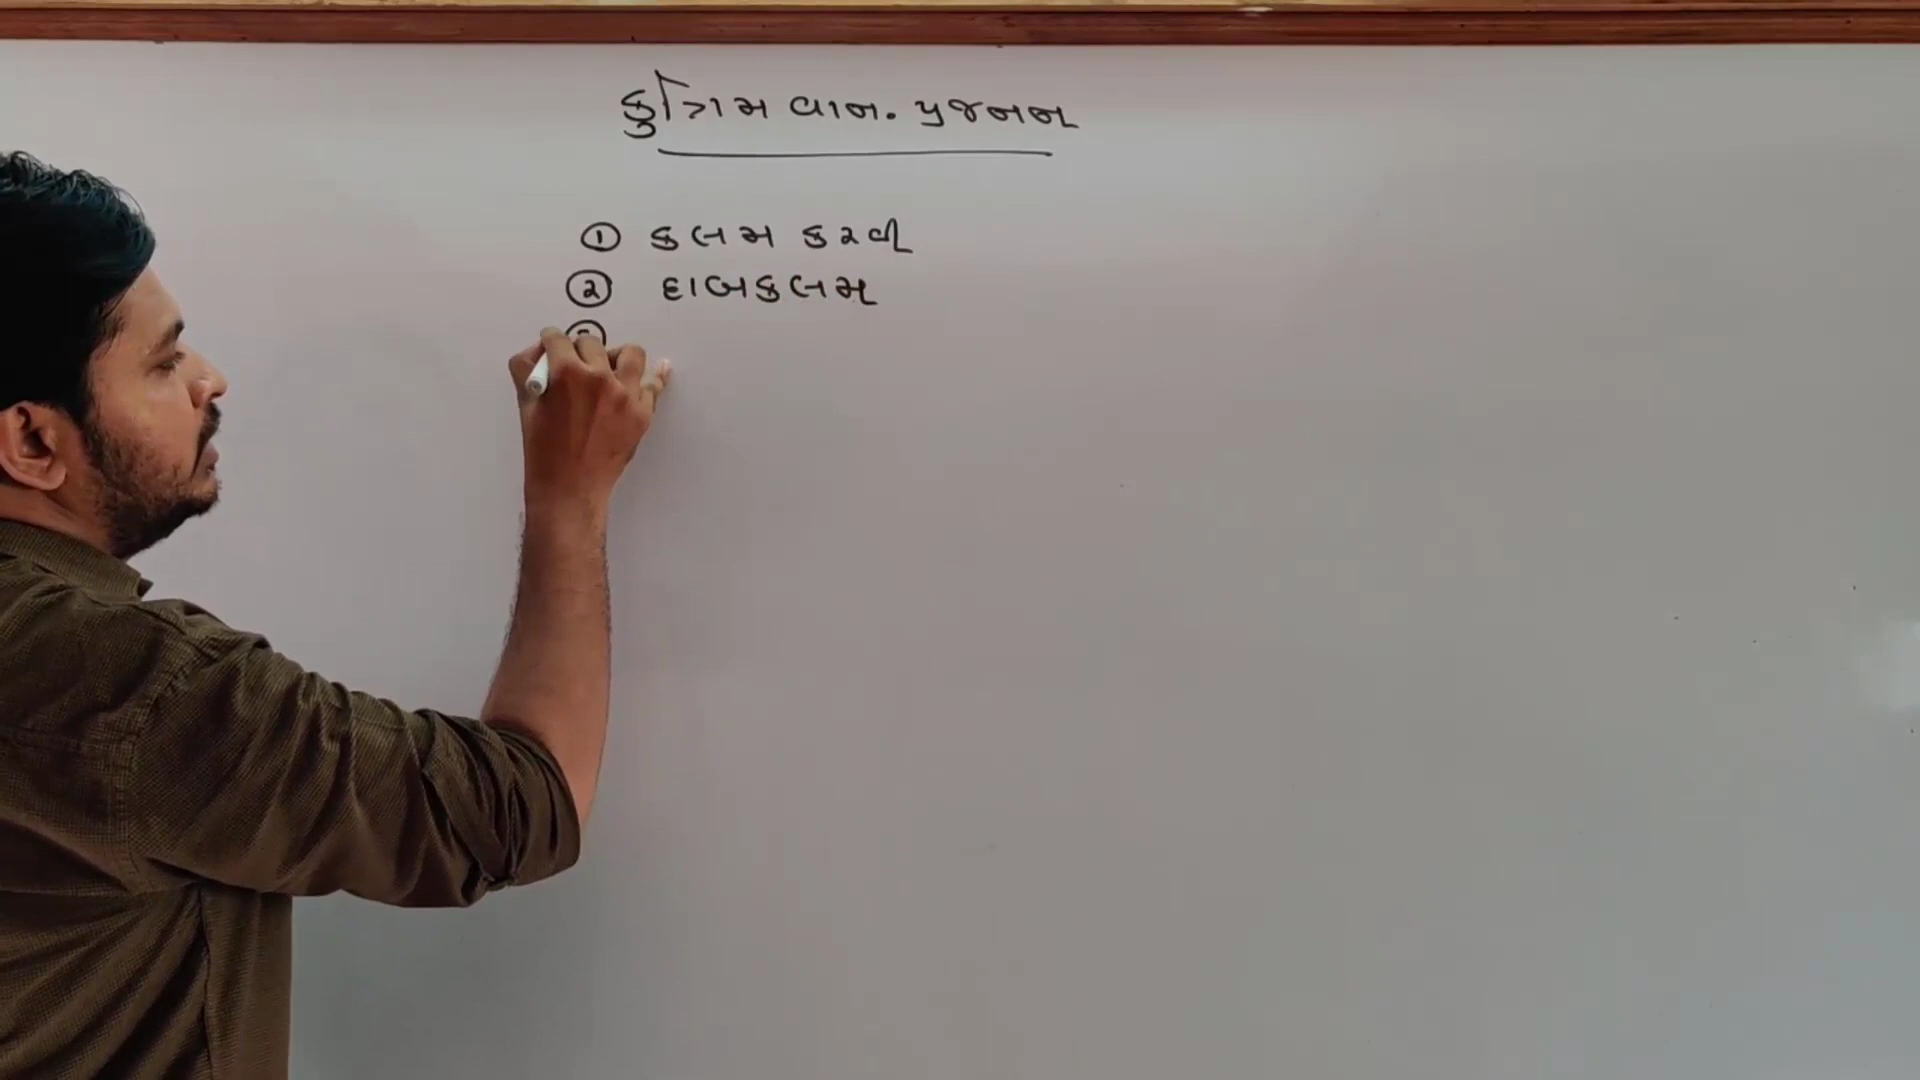 કૃત્રિમ વાન. પ્રજનન
① કલમ કરવી
② દાબકલમ